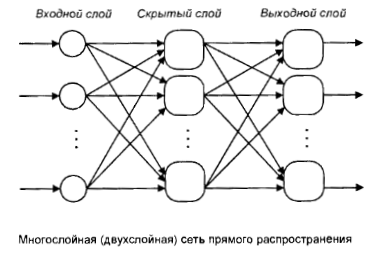 Входной слой Скрытый слой Выходной слой
Многослойная (двухслойная) сеть прямого распространения